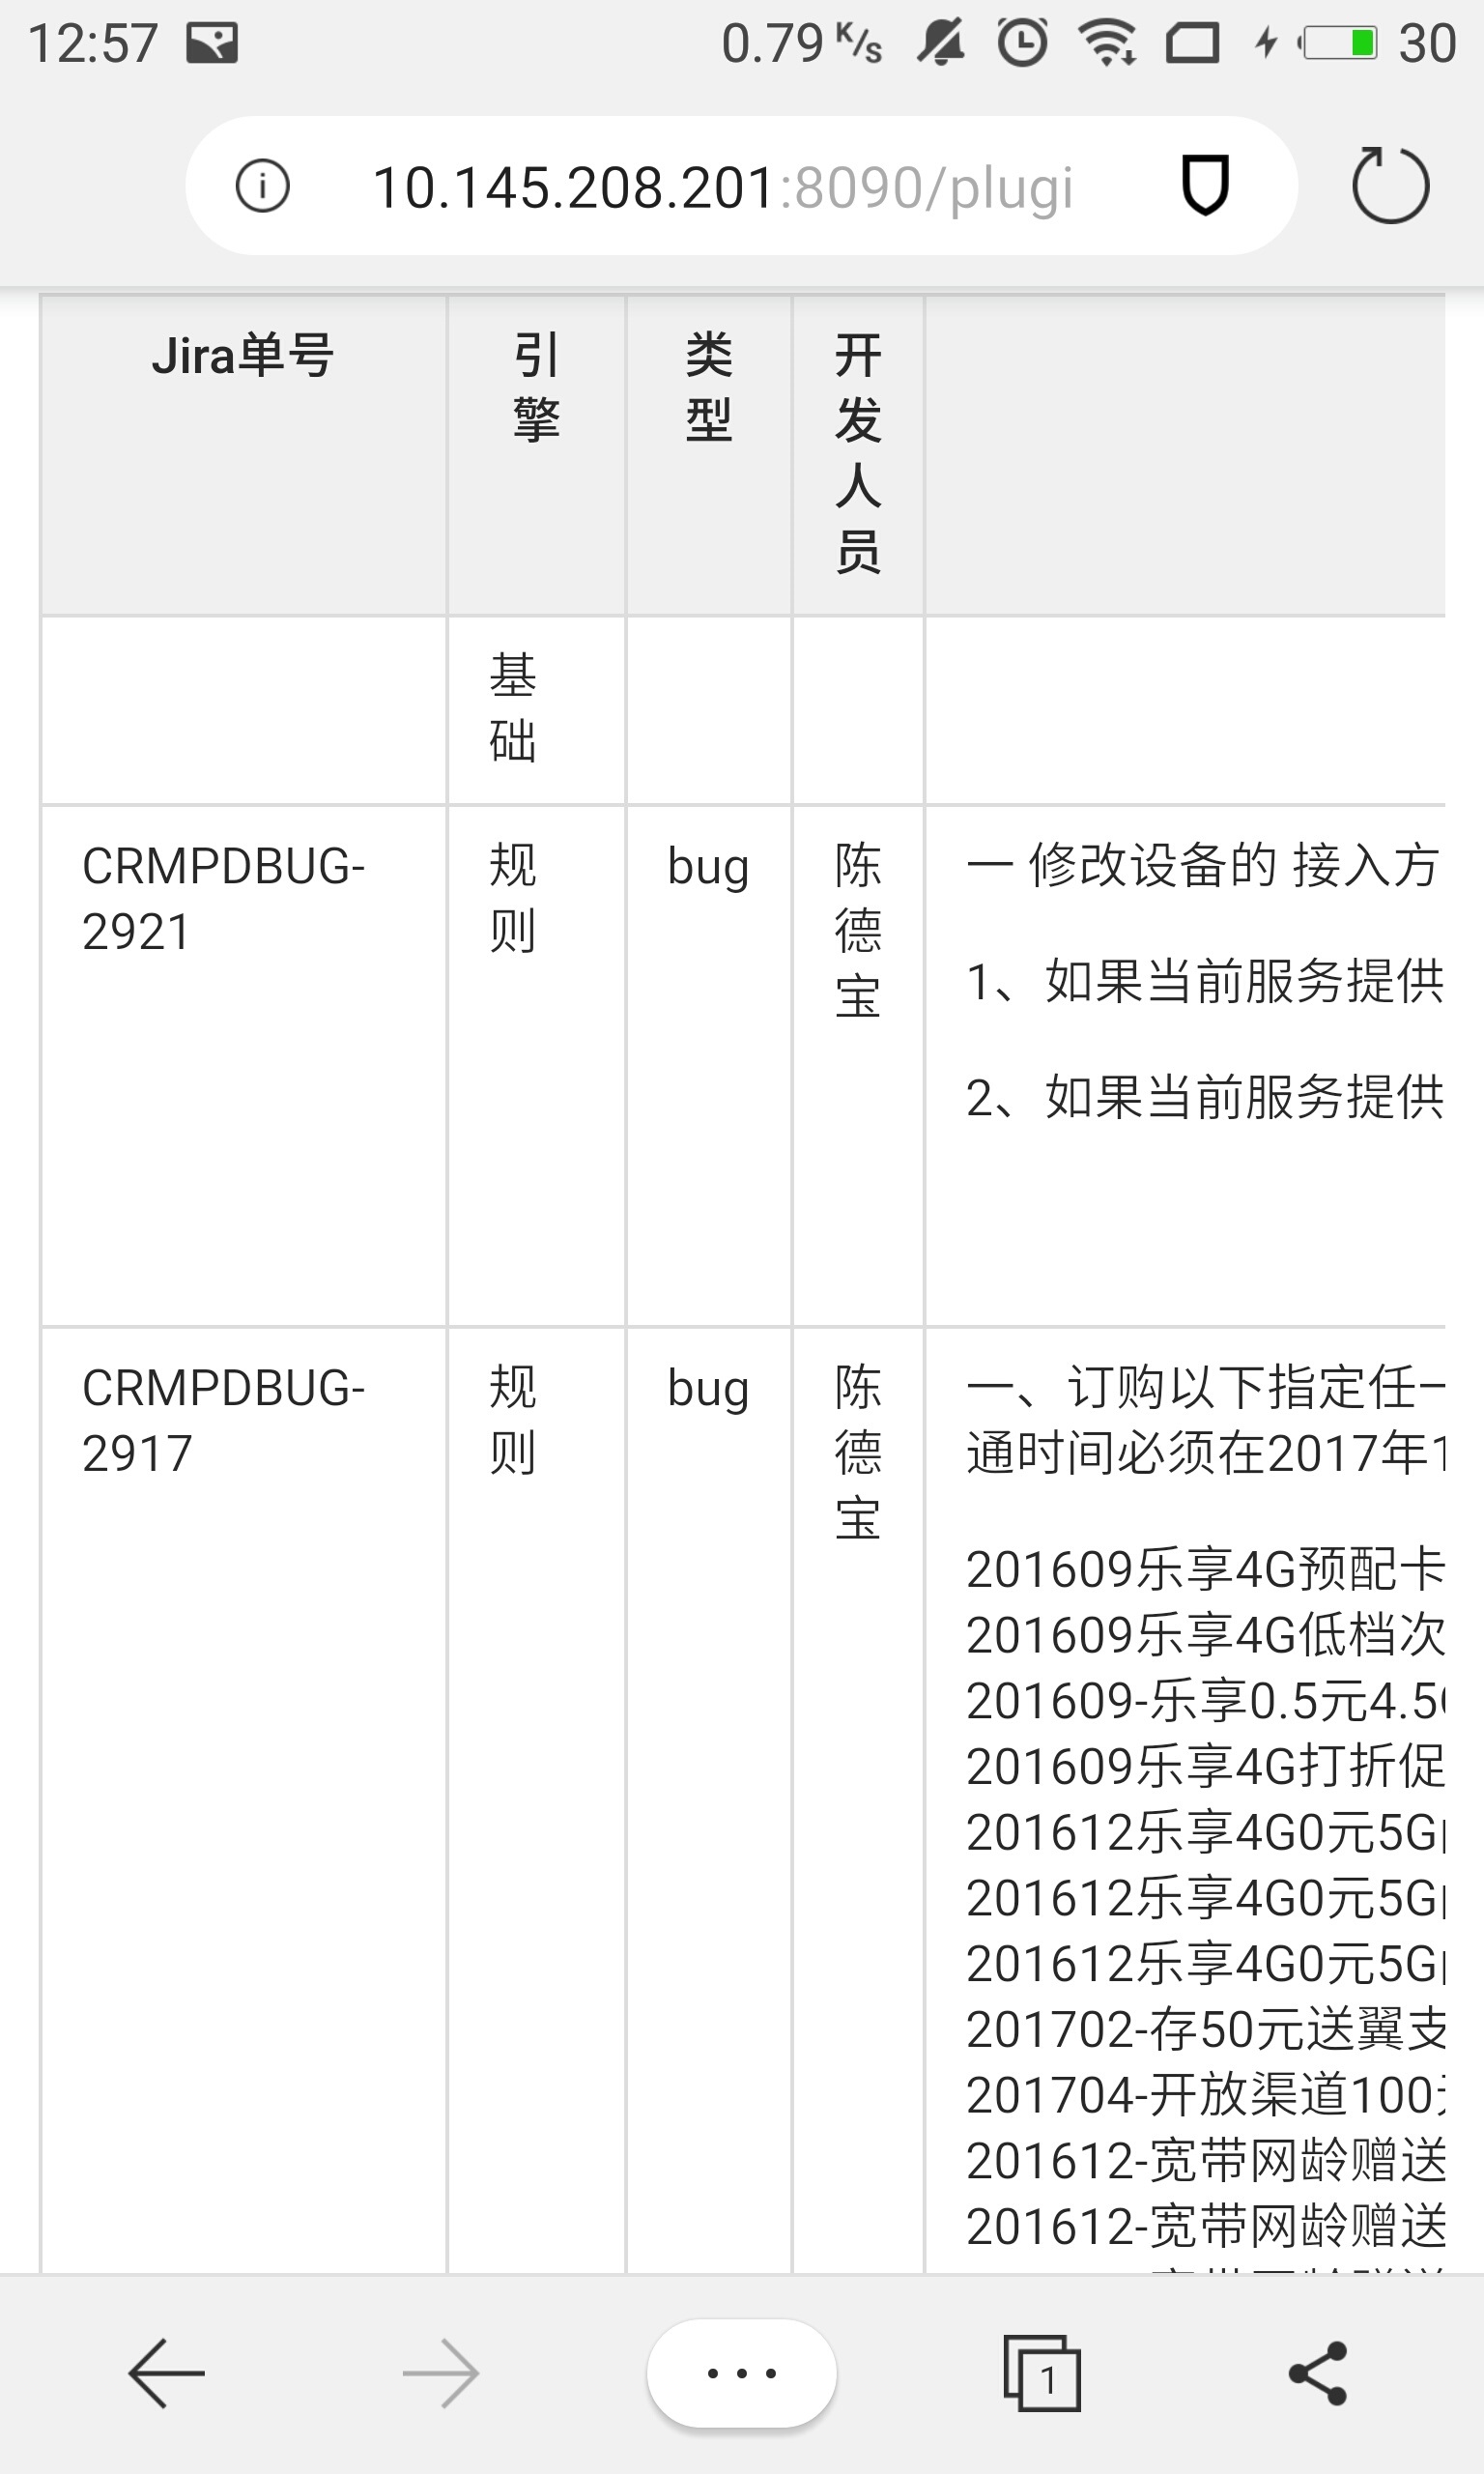 12:57
0.79 K/s
30
10.145.208.201:8090/plugi
Jira单号
引
擎
类
型
开
发
人
员
基
础
CRMPDBUG-
2921
规
则
bug
陈
德
宝
一 修改设备的 接入方
1、如果当前服务提供
2、如果当前服务提供
CRMPDBUG-
2917
规
则
bug
陈
德
宝
一、订购以下指定任一
通时间必须在2017年1
201609乐享4G预配卡
201609乐享4G低档次
201609-乐享0.5元4.5
201609乐享4G打折促
201612乐享4G0元5G
201612乐享4G0元5G
201612乐享4G0元5G
201702-存50元送翼支
201704-开放渠道100
201612-宽带网龄赠送
201612-宽带网龄赠送
1